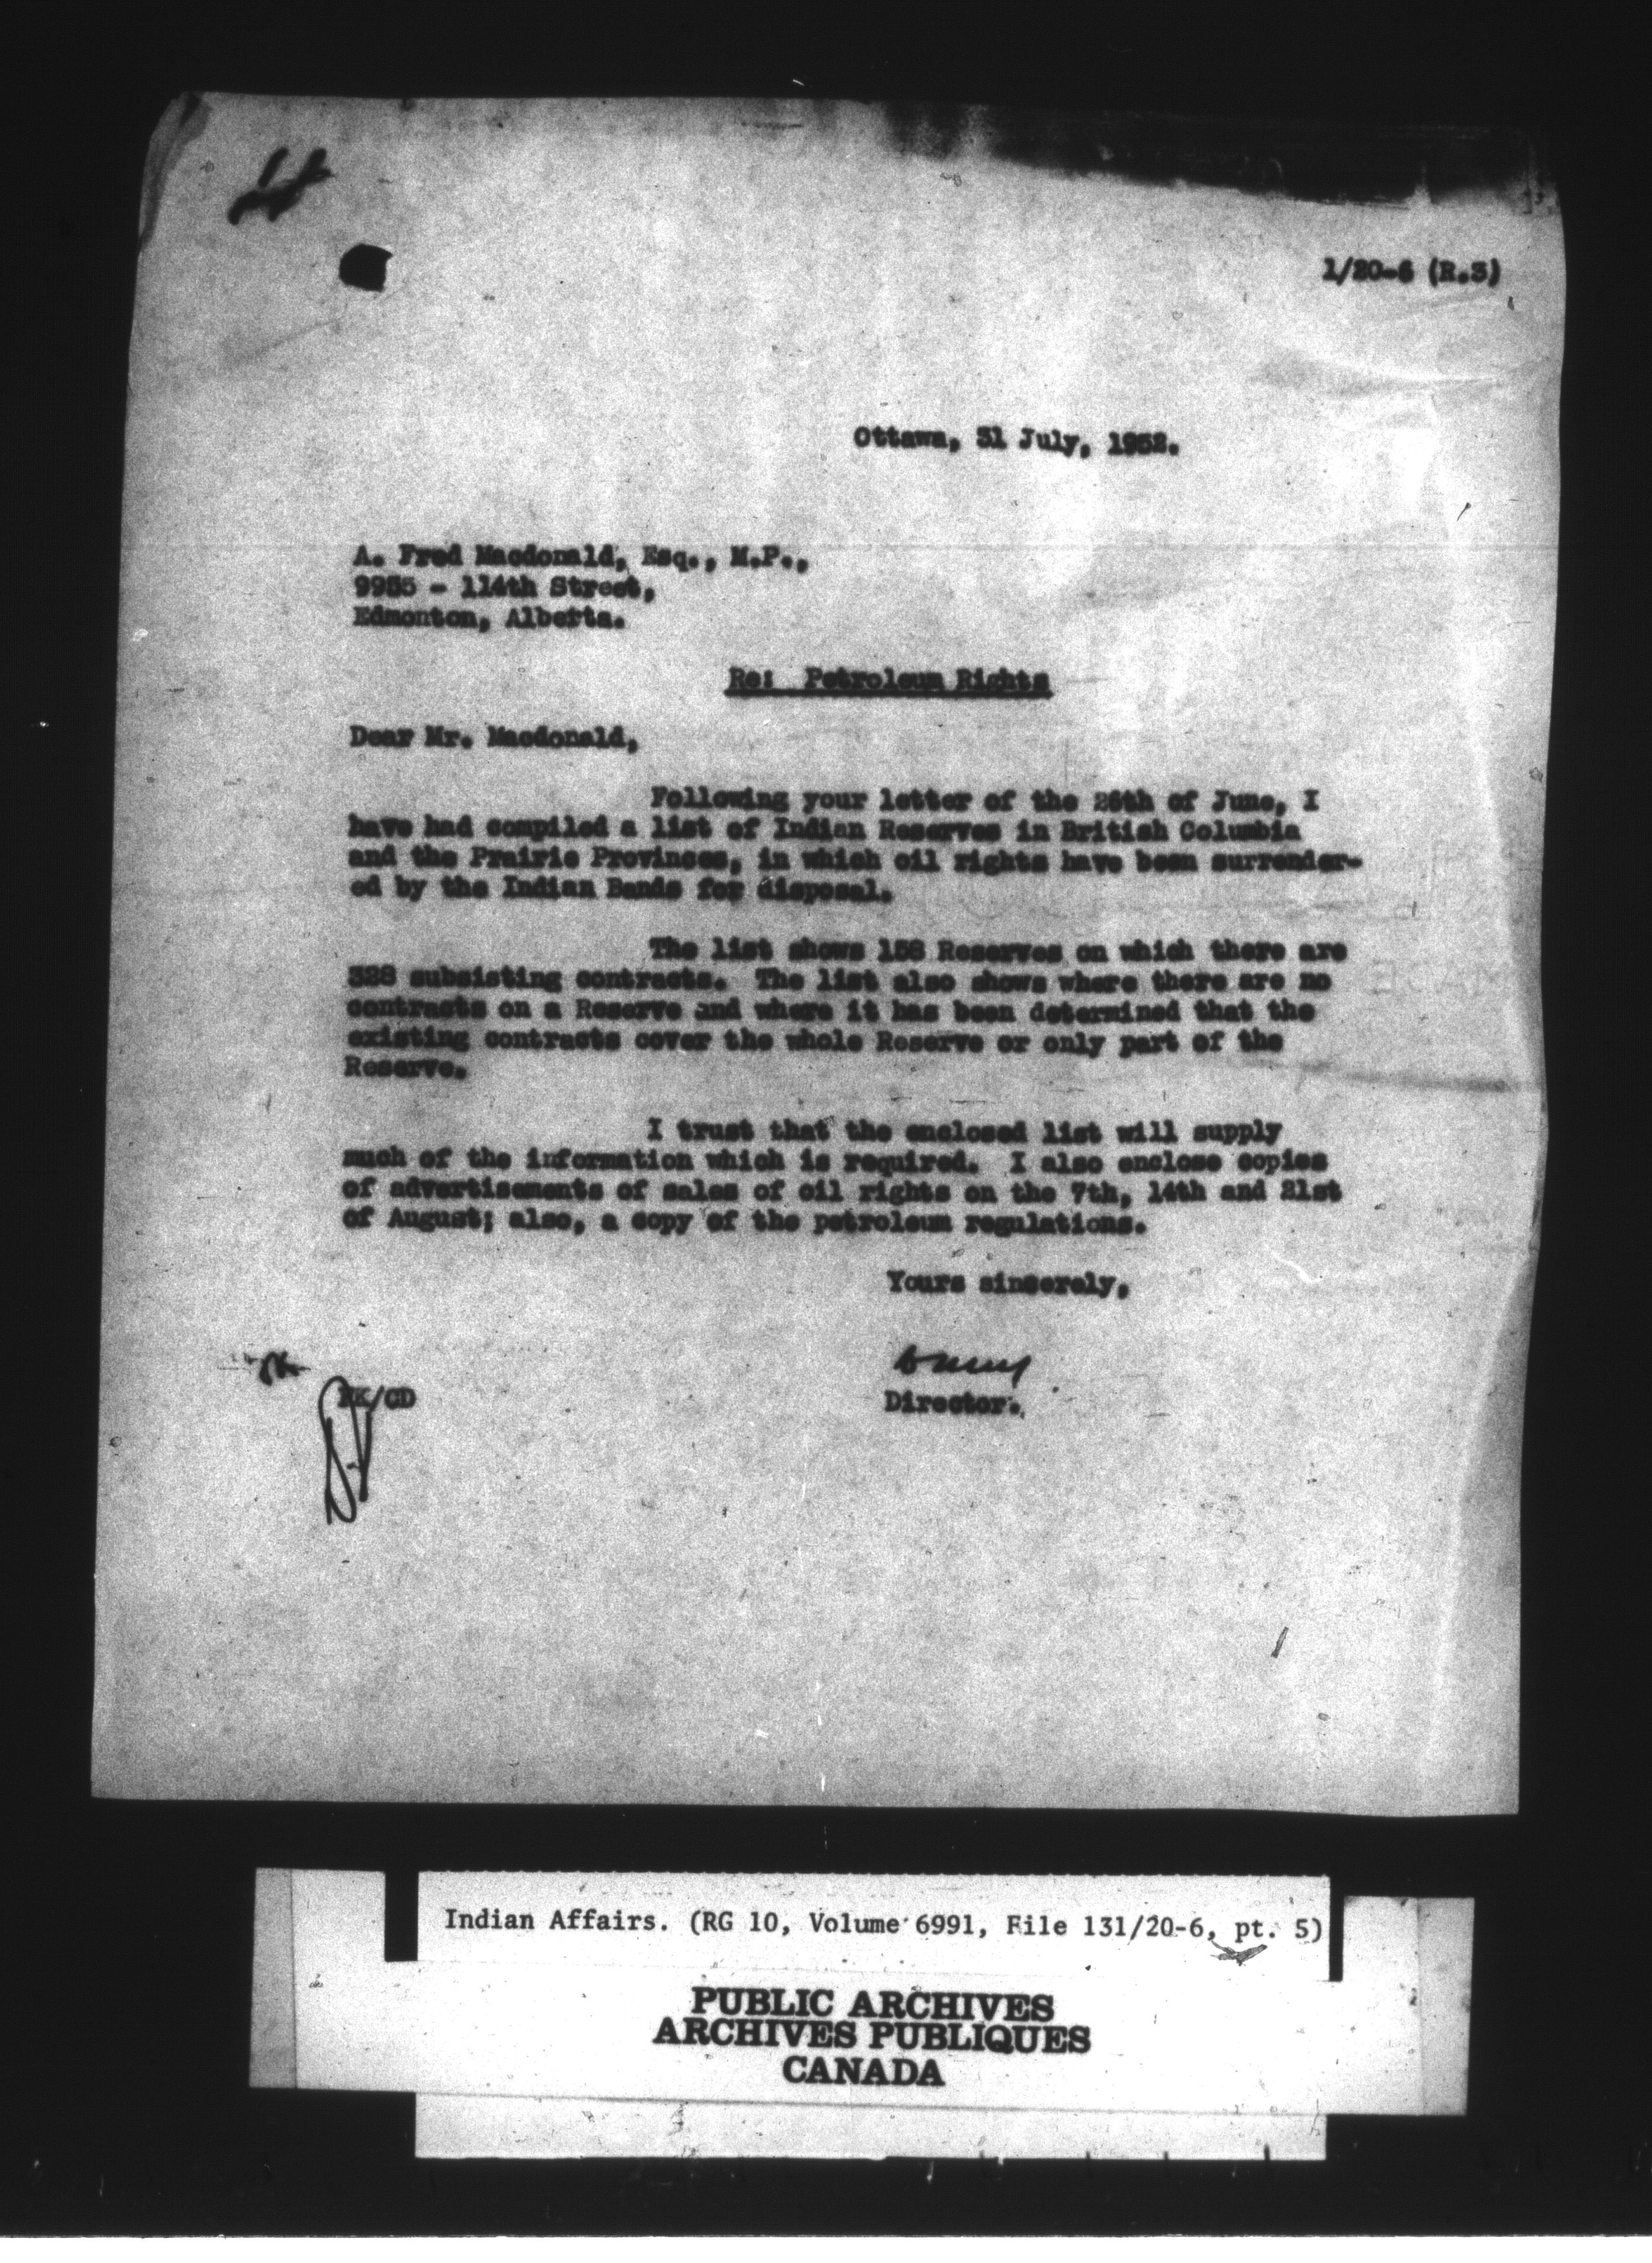 1/20-6 (R.3)
Ottawa, 31 July, 1952.
A. Fred Macdonald, Esq., M.P.,
9955 - 114th Street,
Edmonton, Alberta.
Re: Petroleum Rights
Dear Mr. Macdonald,
Following your letter of the 26th of June, I
have had compiled a list of Indian Reserves in British Columbia
and the Prairie Provinces, in which oil rights have been surrender-
ed by the Indian Bands for disposal.
The list shows 158 Reserves on which there are
328 subsisting contracts. The list also shows where there are no
contracts on a Reserve and where it has been determined that the
existing contracts cover the whole Reserve or only part of the
Reserve.
I trust that the enclosed list will supply
much of the information which is required. I also enclose copies
of advertisements of sales of oil rights on the 7th, 14th and 21st
of August; also, a copy of the petroleum regulations.
Yours sincerely,
Director.
/GD
Indian Affairs. (RG 10, Volume 6991, File 131/20-6, pt. 5)
PUBLIC ARCHIVES
ARCHIVES PUBLIQUES
CANADA